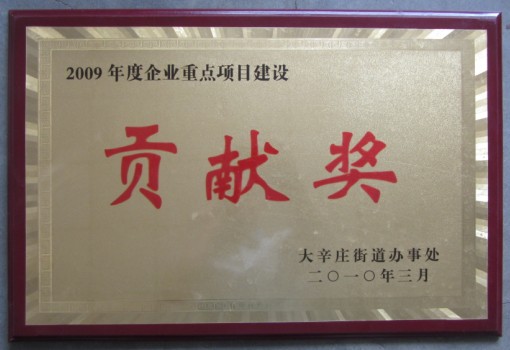 2009 年度企业重点项目建设
贡献奖
大辛庄街道办事处
二〇一〇年三月